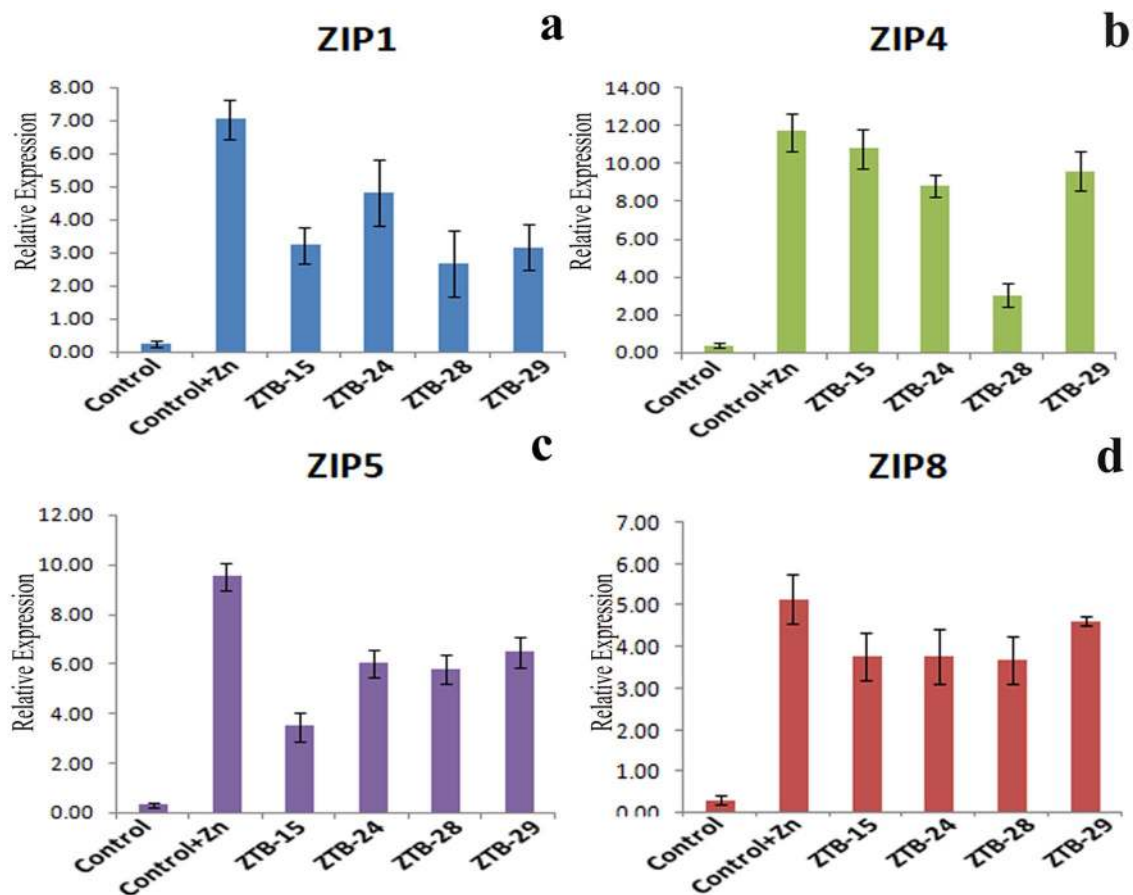 ZIP1
a
8.00
7.00
6.00
5.00
4.00
3.00
2.00
1.00
0.00
Relative Expression
Control
Control+Zn
ZTB-15
ZTB-24
ZTB-28
ZTB-29
ZIP4
b
14.00
12.00
10.00
8.00
6.00
4.00
2.00
0.00
Relative Expression
Control
Control+Zn
ZTB-15
ZTB-24
ZTB-28
ZTB-29
ZIP5
c
12.00
10.00
8.00
6.00
4.00
2.00
0.00
Relative Expression
Control
Control+Zn
ZTB-15
ZTB-24
ZTB-28
ZTB-29
ZIP8
d
7.00
6.00
5.00
4.00
3.00
2.00
1.00
0.00
Relative Expression
Control
Control+Zn
ZTB-15
ZTB-24
ZTB-28
ZTB-29